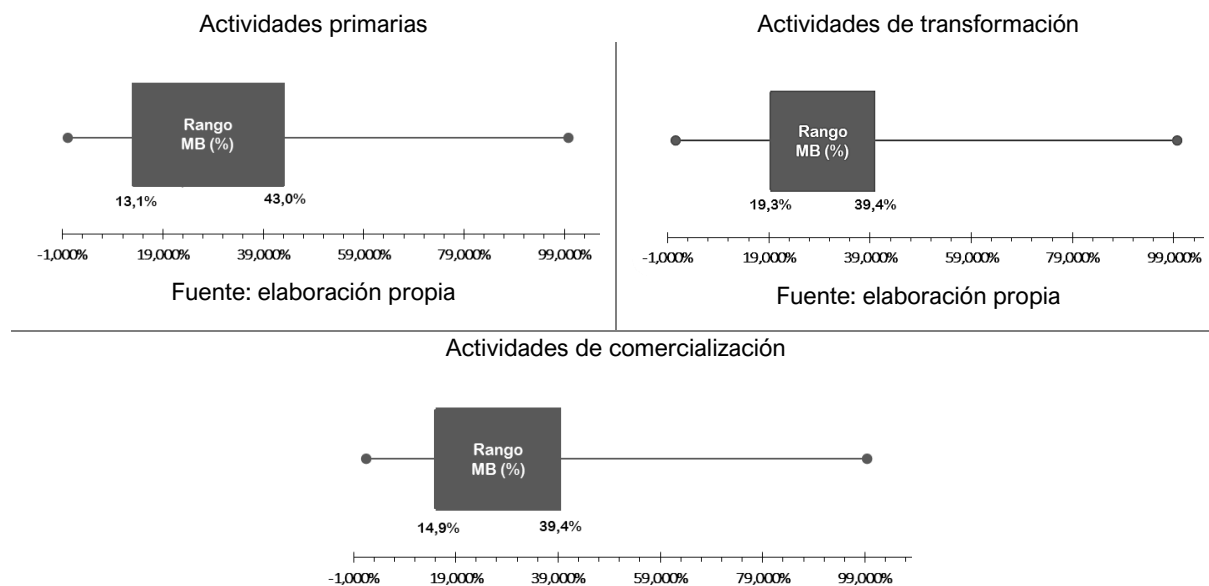 Actividades primarias
Rango
MB (%)
13,1%
43,0%
-1,000% 19,000% 39,000% 59,000% 79,000% 99,000%
Fuente: elaboración propia
Actividades de transformación
Rango
MB (%)
19,3%
39,4%
-1,000% 19,000% 39,000% 59,000% 79,000% 99,000%
Fuente: elaboración propia
Actividades de comercialización
Rango
MB (%)
14,9%
39,4%
-1,000% 19,000% 39,000% 59,000% 79,000% 99,000%